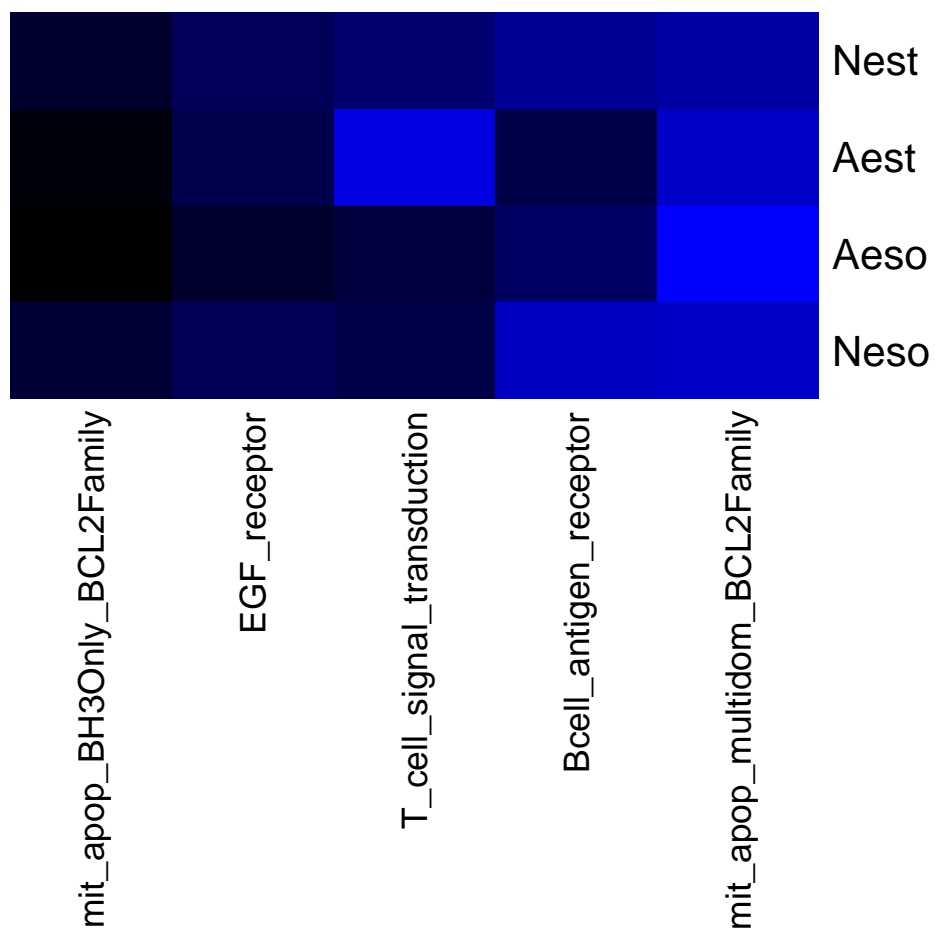 Nest
Aest
Aeso
Neso
mit_apop_BH3Only_BCL2Family
EGF_receptor
T_cell_signal_transduction
Bcell_antigen_receptor
mit_apop_multidom_BCL2Family